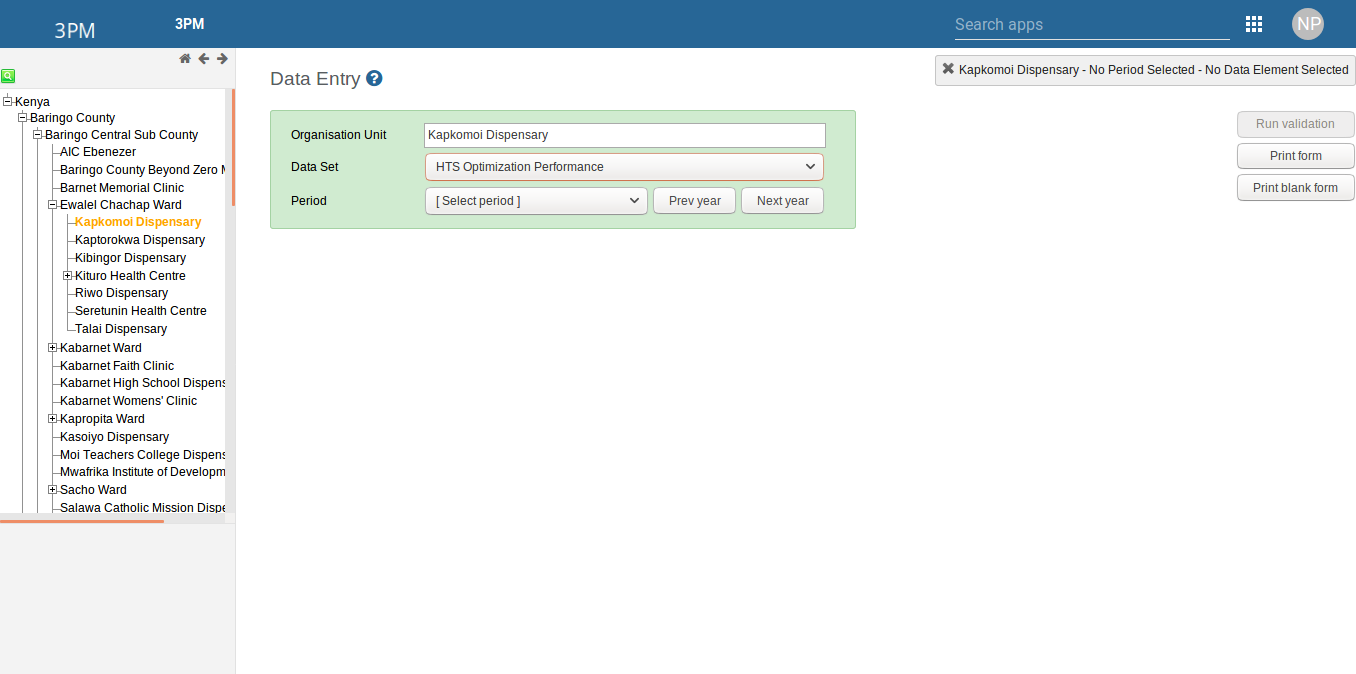 3PM
3PM
Search apps
NP
Kenya
Baringo County
Baringo Central Sub County
AIC Ebenezer
Baringo County Beyond Zero
Barnet Memorial Clinic
Ewalel Chachap Ward
Kapkomoi Dispensary
Kaptorokwa Dispensary
Kibingor Dispensary
Kituro Health Centre
Riwo Dispensary
Seretunin Health Centre
Talai Dispensary
Kabarnet Ward
Kabarnet Faith Clinic
Kabarnet High School Dispens
Kabarnet Womens' Clinic
Kapropita Ward
Kasoiyo Dispensary
Moi Teachers College Dispens
Mwafrika Institute of Developm
Sacho Ward
Salawa Catholic Mission Dispe
Data Entry
Organisation Unit Kapkomoi Dispensary
Data Set HTS Optimization Performance
Period [ Select period ] Prev year Next year
Kapkomoi Dispensary - No Period Selected - No Data Element Selected
Run validation
Print form
Print blank form